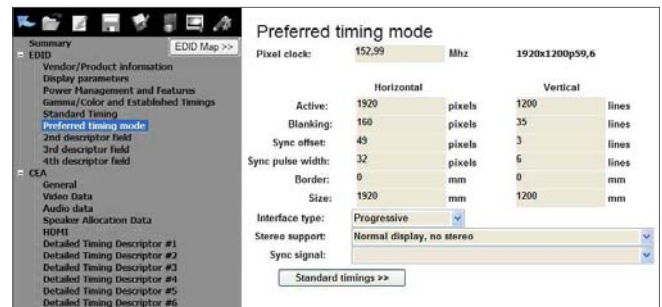 Summary
EDID Map >>
EDID
Vendor/Product information
Display parameters
Power Management and Features
Gamma/Color and Established Timings
Standard Timing
Preferred timing mode
2nd descriptor field
3rd descriptor field
4th descriptor field
CEA
General
Video Data
Audio data
Speaker Allocation Data
HDMI
Detailed Timing Descriptor #1
Detailed Timing Descriptor #2
Detailed Timing Descriptor #3
Detailed Timing Descriptor #4
Detailed Timing Descriptor #5
Detailed Timing Descriptor #6
Preferred timing mode
Pixel clock: 152,99 Mhz 1920x1200p59,6
Horizontal Vertical
Active: 1920 pixels 1200 lines
Blanking: 160 pixels 35 lines
Sync offset: 49 pixels 3 lines
Sync pulse width: 32 pixels 6 lines
Border: 0 mm 0 mm
Size: 1920 mm 1200 mm
Interface type: Progressive
Stereo support: Normal display, no stereo
Sync signal:
Standard timings >>